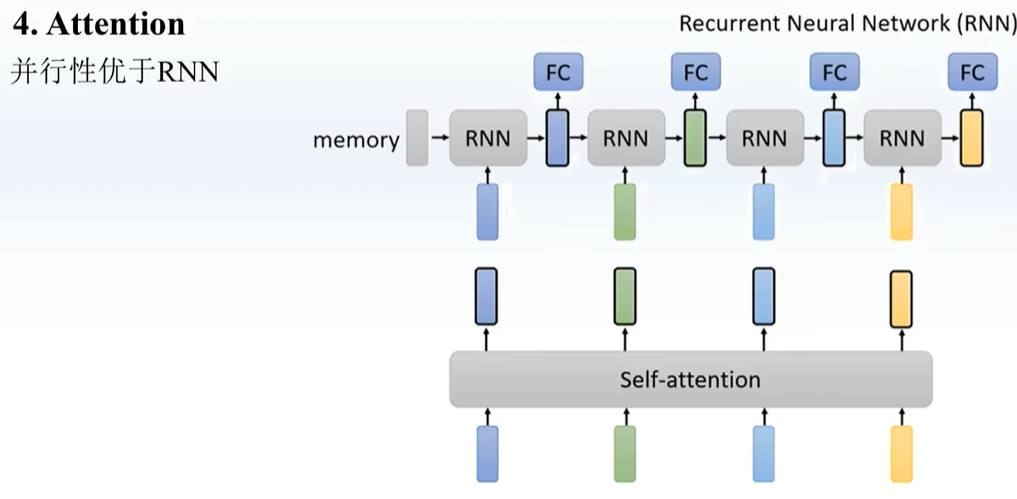 4. Attention
Recurrent Neural Network (RNN)
并行性优于RNN
FC FC FC FC
memory RNN RNN RNN RNN
Self-attention